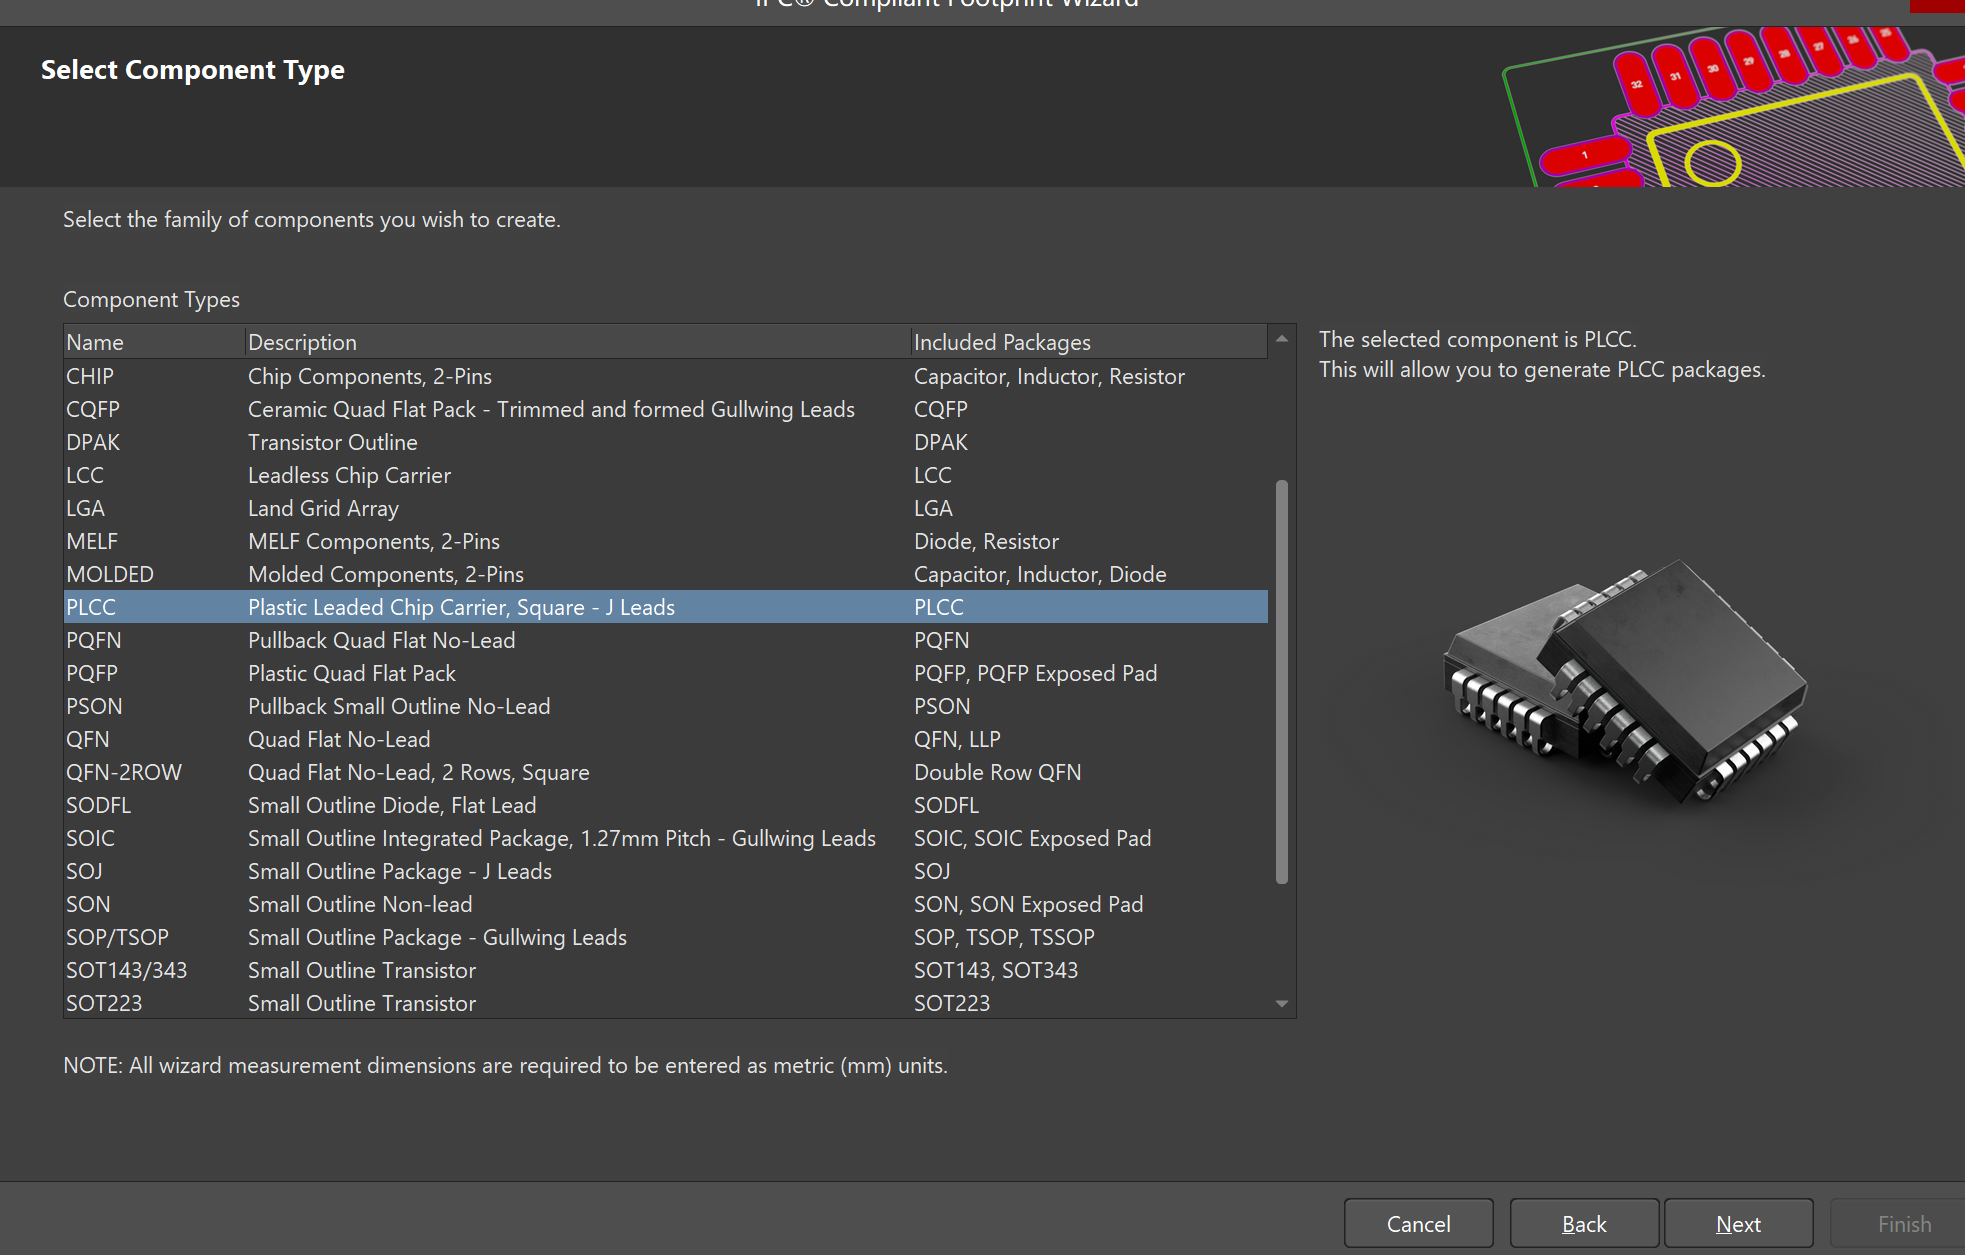 IPC® Compliant Footprint Wizard
Select Component Type
32 31 30 29 28 27 26 25
1
Select the family of components you wish to create.
Component Types
Name Description Included Packages
CHIP Chip Components, 2-Pins Capacitor, Inductor, Resistor
CQFP Ceramic Quad Flat Pack - Trimmed and formed Gullwing Leads CQFP
DPAK Transistor Outline DPAK
LCC Leadless Chip Carrier LCC
LGA Land Grid Array LGA
MELF MELF Components, 2-Pins Diode, Resistor
MOLDED Molded Components, 2-Pins Capacitor, Inductor, Diode
PLCC Plastic Leaded Chip Carrier, Square - J Leads PLCC
PQFN Pullback Quad Flat No-Lead PQFN
PQFP Plastic Quad Flat Pack PQFP, PQFP Exposed Pad
PSON Pullback Small Outline No-Lead PSON
QFN Quad Flat No-Lead QFN, LLP
QFN-2ROW Quad Flat No-Lead, 2 Rows, Square Double Row QFN
SODFL Small Outline Diode, Flat Lead SODFL
SOIC Small Outline Integrated Package, 1.27mm Pitch - Gullwing Leads SOIC, SOIC Exposed Pad
SOJ Small Outline Package - J Leads SOJ
SON Small Outline Non-lead SON, SON Exposed Pad
SOP/TSOP Small Outline Package - Gullwing Leads SOP, TSOP, TSSOP
SOT143/343 Small Outline Transistor SOT143, SOT343
SOT223 Small Outline Transistor SOT223
The selected component is PLCC.
This will allow you to generate PLCC packages.
NOTE: All wizard measurement dimensions are required to be entered as metric (mm) units.
Cancel Back Next Finish